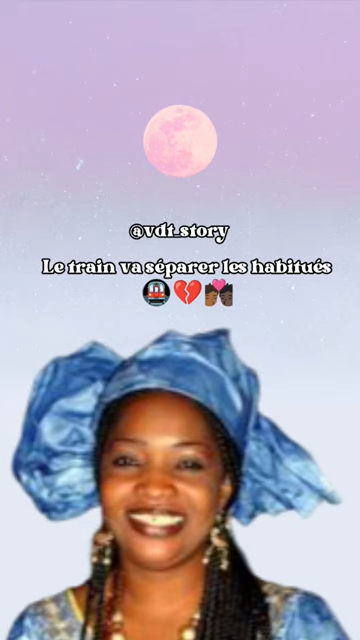 @vdt_story
Le train va séparer les habitués
🚇💔👩🏾‍❤️‍👨🏿